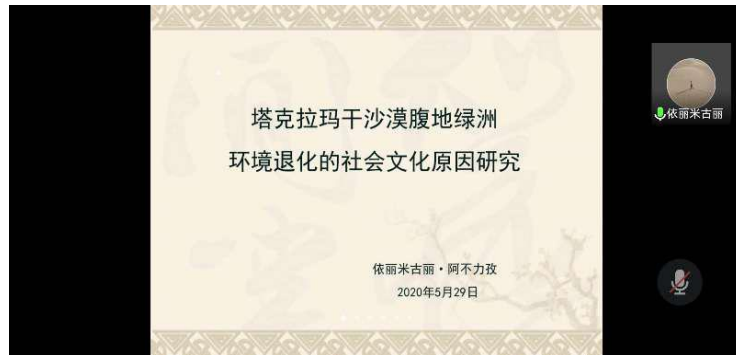 塔克拉玛干沙漠腹地绿洲
环境退化的社会文化原因研究
依丽米古丽·阿不力孜
2020年5月29日
依丽米古丽